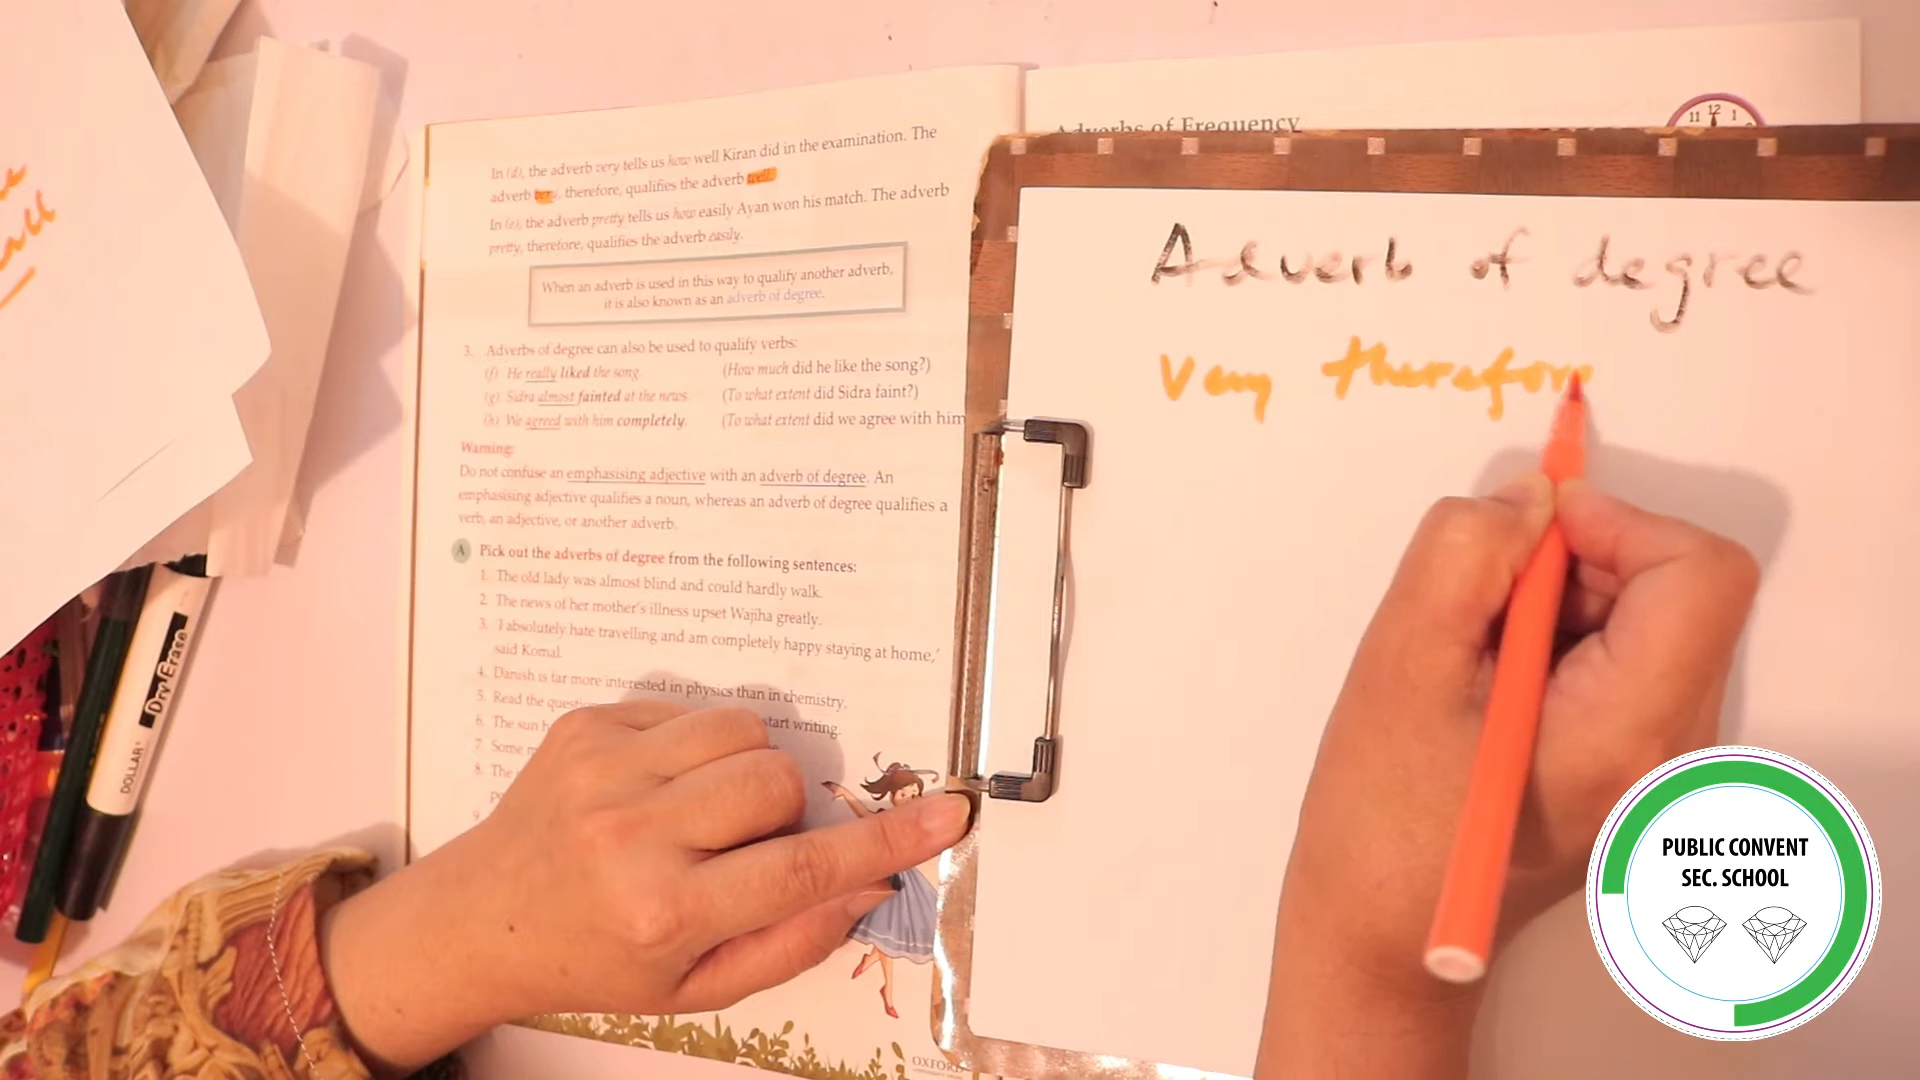 In (d), the adverb very tells us how well Kiran did in the examination. The
adverb very, therefore, qualifies the adverb well.
In (e), the adverb pretty tells us how easily Ayan won his match. The adverb
pretty, therefore, qualifies the adverb easily.
When an adverb is used in this way to qualify another adverb,
it is also known as an adverb of degree.
3. Adverbs of degree can also be used to qualify verbs:
(f) He really liked the song. (How much did he like the song?)
(g) Sidra almost fainted at the news. (To what extent did Sidra faint?)
(h) We agreed with him completely. (To what extent did we agree with him
Warning:
Do not confuse an emphasising adjective with an adverb of degree. An
emphasising adjective qualifies a noun, whereas an adverb of degree qualifies a
verb, an adjective, or another adverb.
A Pick out the adverbs of degree from the following sentences:
1. The old lady was almost blind and could hardly walk.
2. The news of her mother's illness upset Wajiha greatly.
3. 'I absolutely hate travelling and am completely happy staying at home,'
said Komal.
4. Danish is far more interested in physics than in chemistry.
5. Read the start writing.
6. The sun
7. Some
8. The
9.
OXFORD
Adverbs of Frequency
11 12 1
Adverb of degree
Very therefore
DOLLAR Dry Erase
PUBLIC CONVENT
SEC. SCHOOL